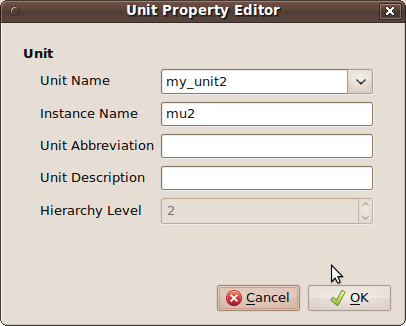 Unit Property Editor
Unit
Unit Name my_unit2
Instance Name mu2
Unit Abbreviation
Unit Description
Hierarchy Level 2
Cancel OK